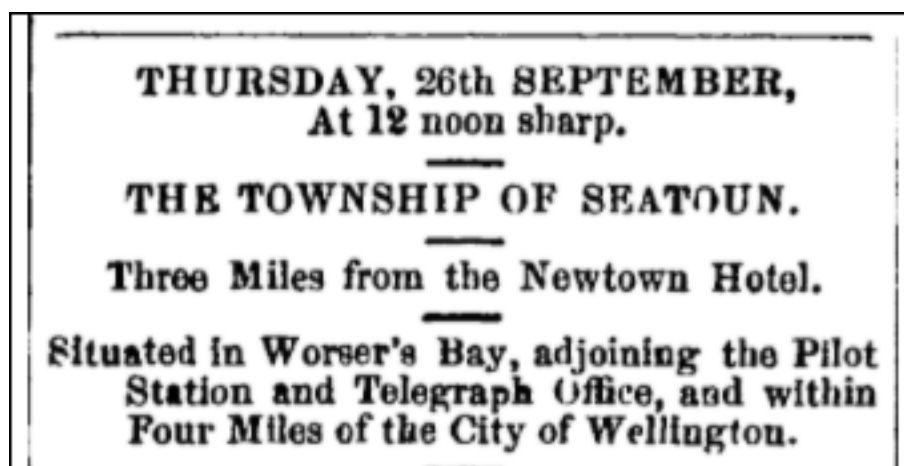 THURSDAY, 26th SEPTEMBER,
At 12 noon sharp.
THE TOWNSHIP OF SEATOUN.
Three Miles from the Newtown Hotel.
Situated in Worser's Bay, adjoining the Pilot
Station and Telegraph Office, and within
Four Miles of the City of Wellington.